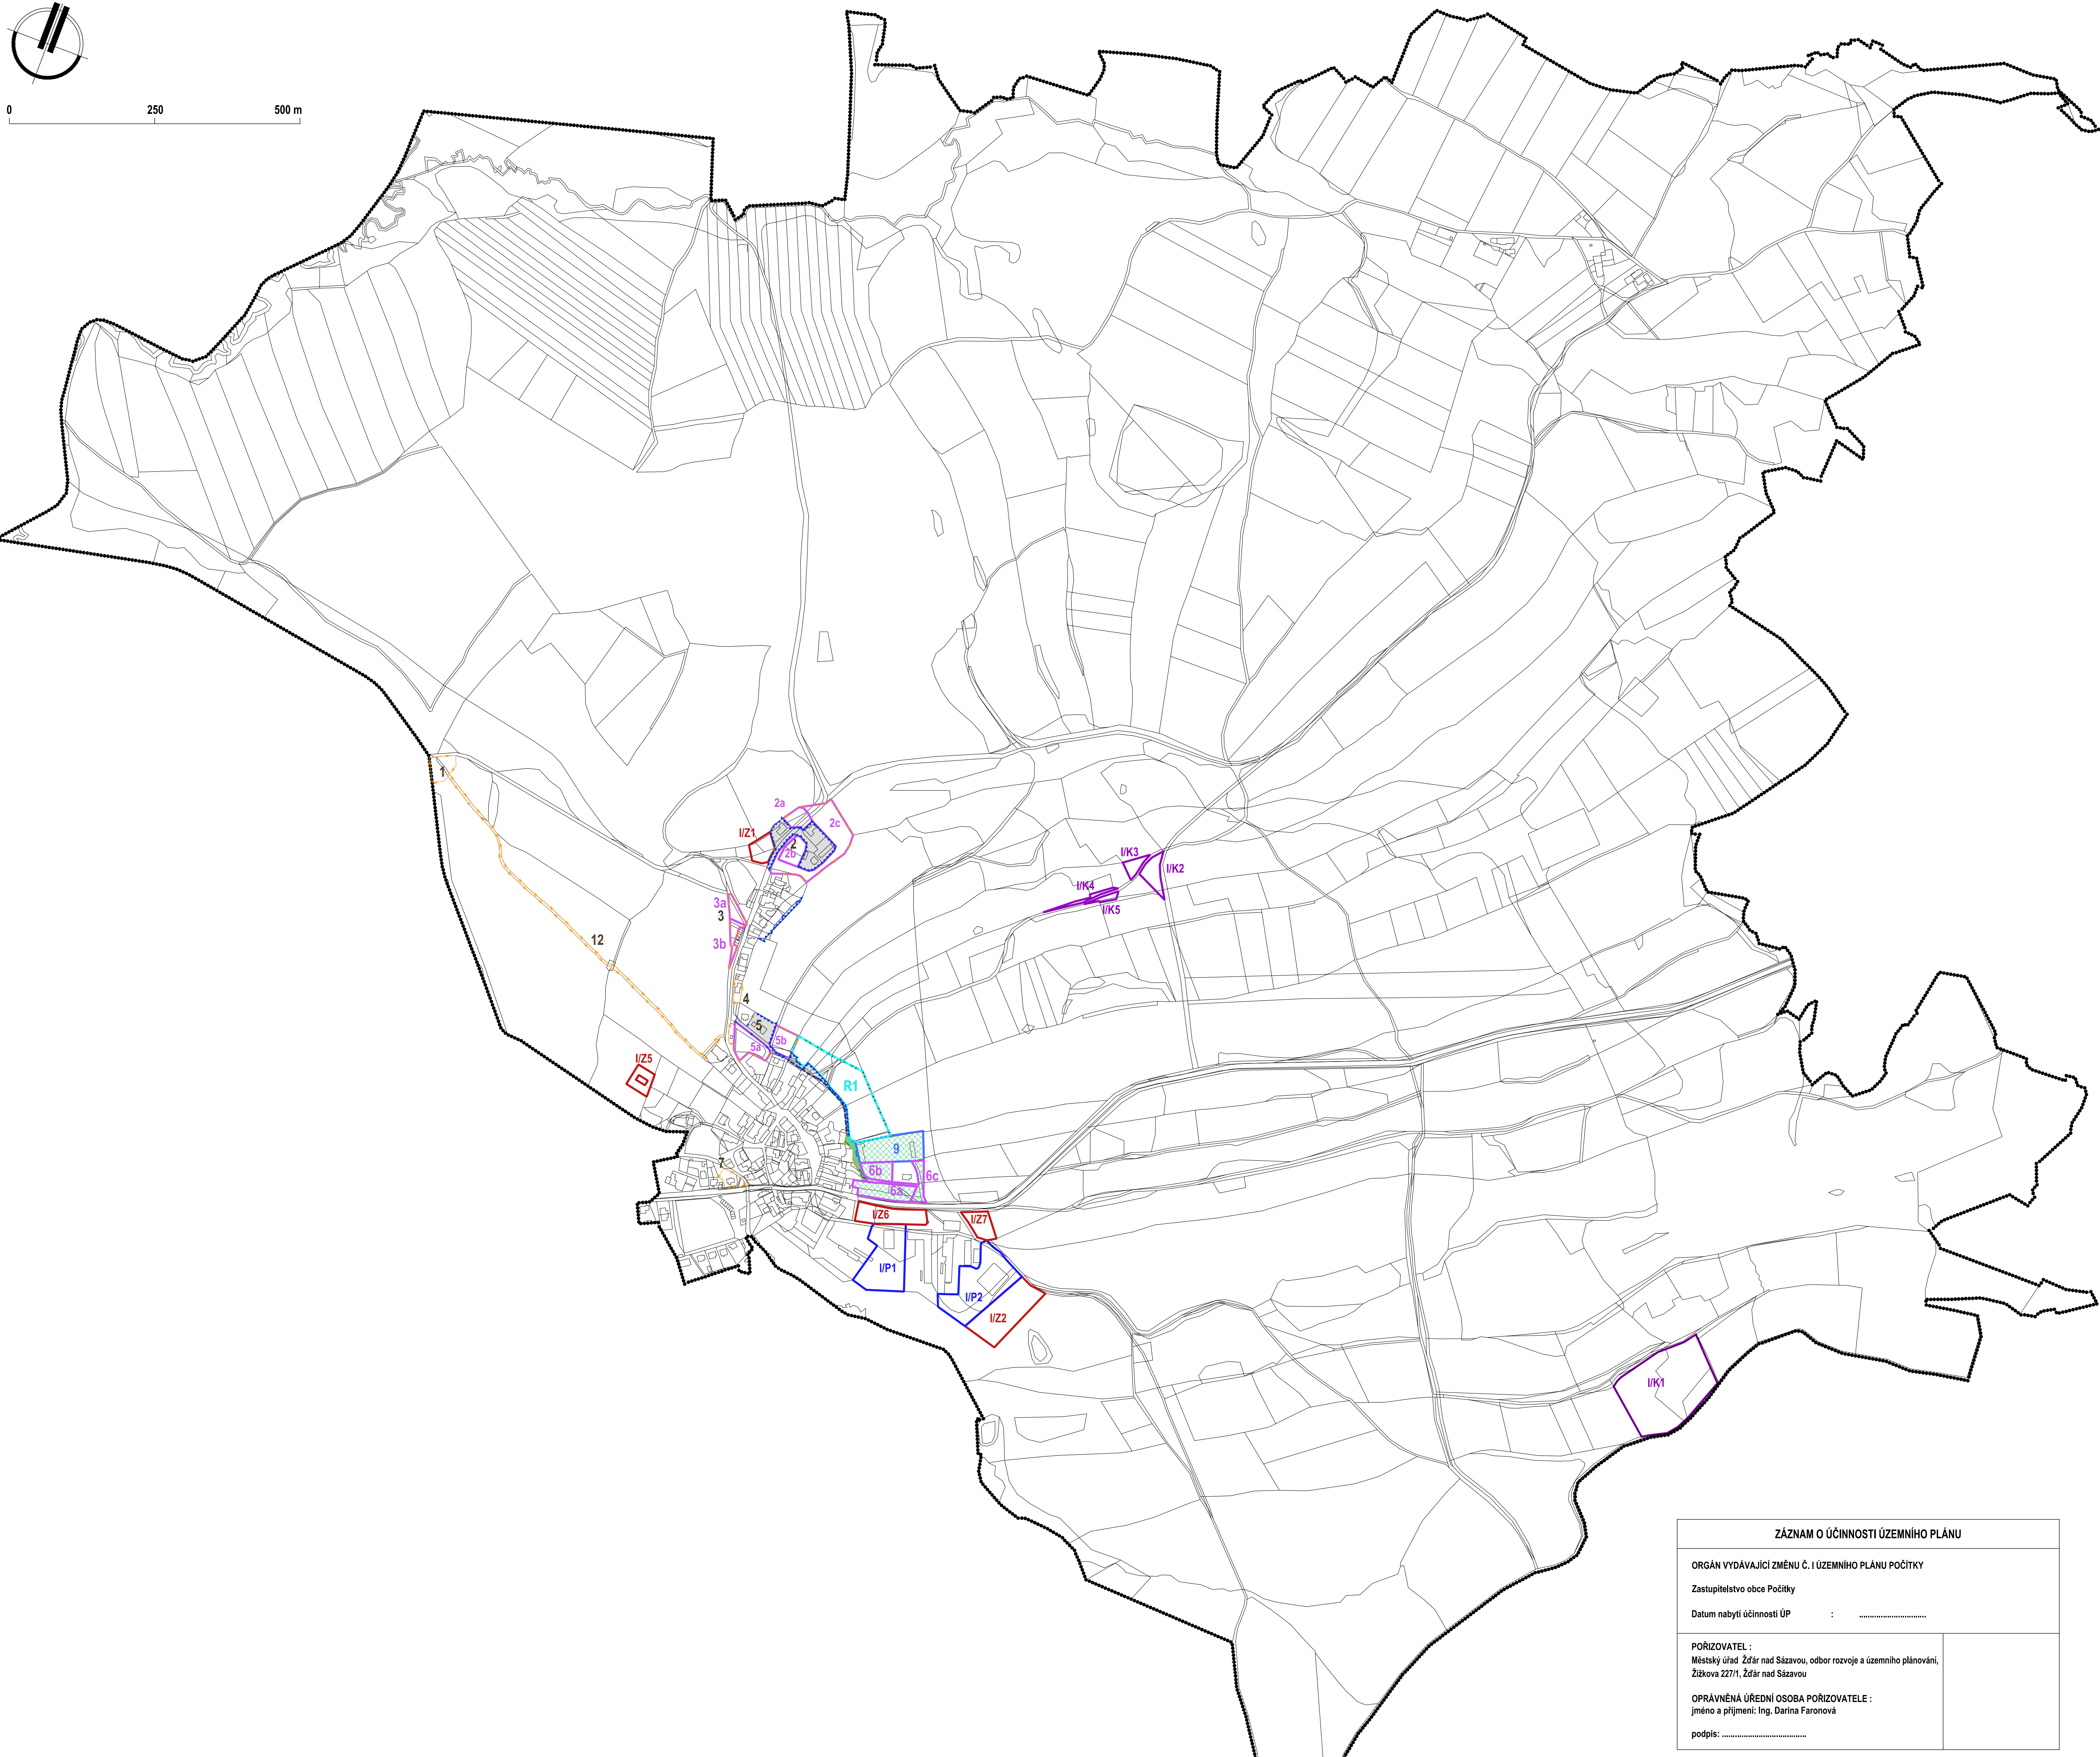 0 250 500 m
1
2a
2c
I/Z1
2
2b
I/K3
I/K2
I/K4
I/K5
3a
3
3b
12
4
5
5a
5b
I/Z5
R1
9
7
6b
6c
6a
I/Z6
I/Z7
I/P1
I/P2
I/Z2
I/K1
ZÁZNAM O ÚČINNOSTI ÚZEMNÍHO PLÁNU
ORGÁN VYDÁVAJÍCÍ ZMĚNU Č. I ÚZEMNÍHO PLÁNU POČÍTKY
Zastupitelstvo obce Počítky
Datum nabytí účinnosti ÚP : ...............................
POŘIZOVATEL :
Městský úřad Žďár nad Sázavou, odbor rozvoje a územního plánování,
Žižkova 227/1, Žďár nad Sázavou
OPRÁVNĚNÁ ÚŘEDNÍ OSOBA POŘIZOVATELE :
jméno a příjmení: Ing. Darina Faronová
podpis: .......................................